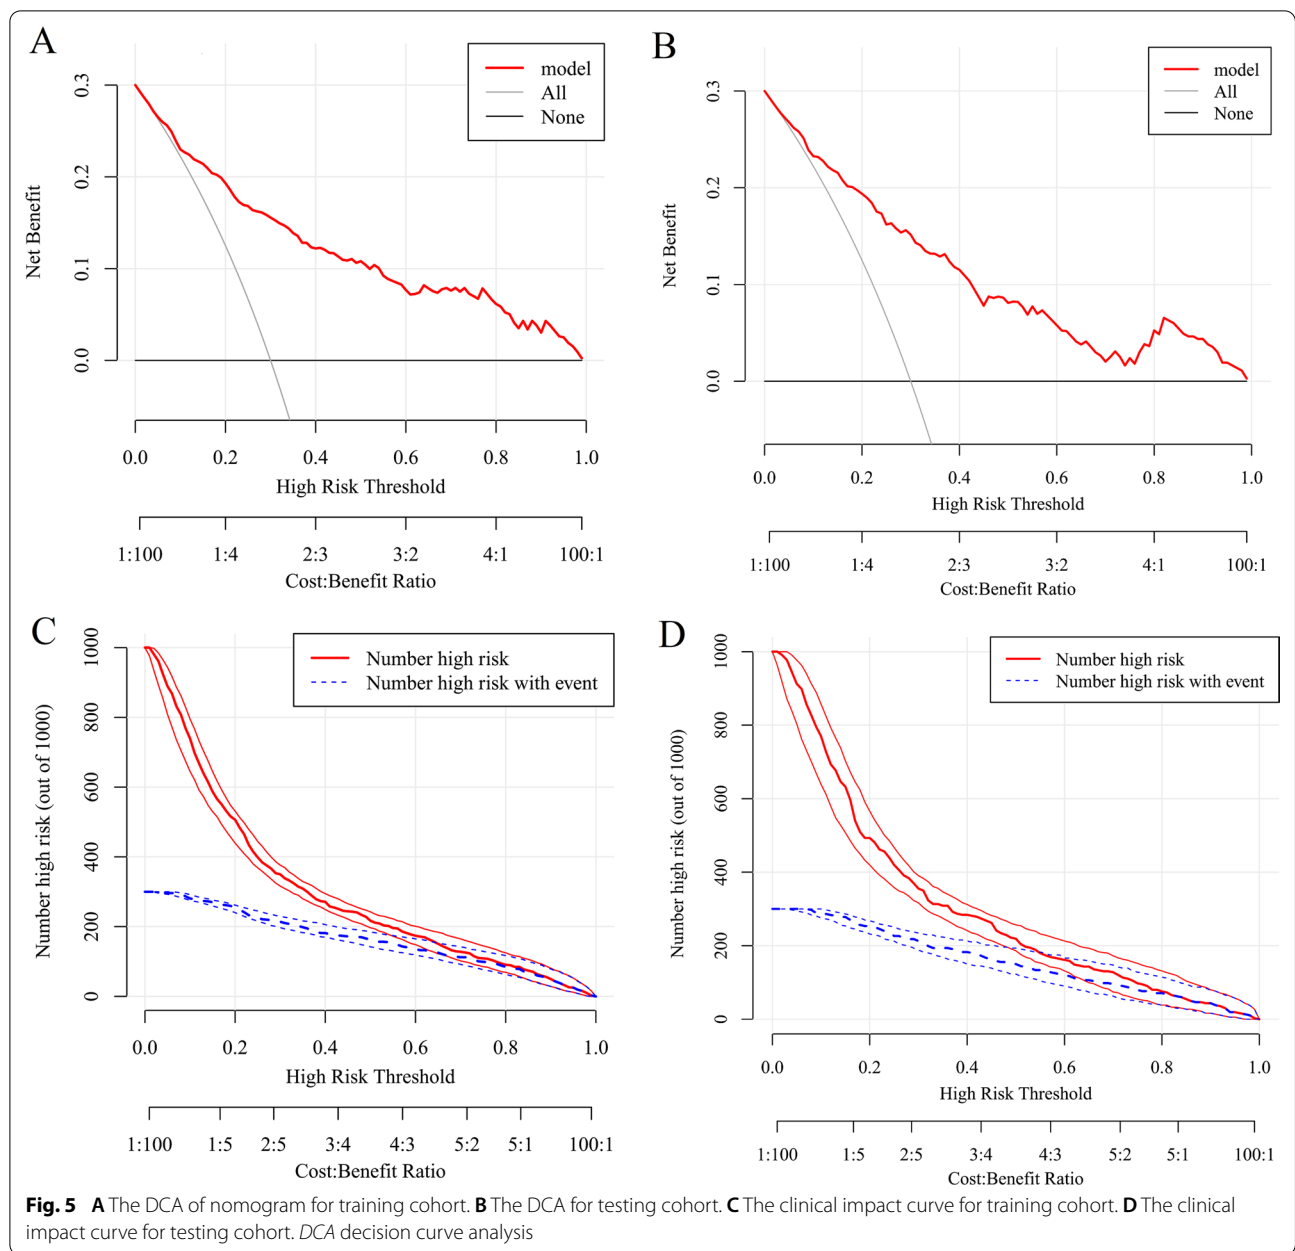 A
model
All
None
Net Benefit
0.3
0.2
0.1
0.0
0.0 0.2 0.4 0.6 0.8 1.0
High Risk Threshold
1:100 1:4 2:3 3:2 4:1 100:1
Cost:Benefit Ratio
B
model
All
None
Net Benefit
0.3
0.2
0.1
0.0
0.0 0.2 0.4 0.6 0.8 1.0
High Risk Threshold
1:100 1:4 2:3 3:2 4:1 100:1
Cost:Benefit Ratio
C
Number high risk
Number high risk with event
Number high risk (out of 1000)
1000
800
600
400
200
0
0.0 0.2 0.4 0.6 0.8 1.0
High Risk Threshold
1:100 1:5 2:5 3:4 4:3 5:2 5:1 100:1
Cost:Benefit Ratio
D
Number high risk
Number high risk with event
Number high risk (out of 1000)
1000
800
600
400
200
0
0.0 0.2 0.4 0.6 0.8 1.0
High Risk Threshold
1:100 1:5 2:5 3:4 4:3 5:2 5:1 100:1
Cost:Benefit Ratio
Fig. 5 A The DCA of nomogram for training cohort. B The DCA for testing cohort. C The clinical impact curve for training cohort. D The clinical
impact curve for testing cohort. DCA decision curve analysis